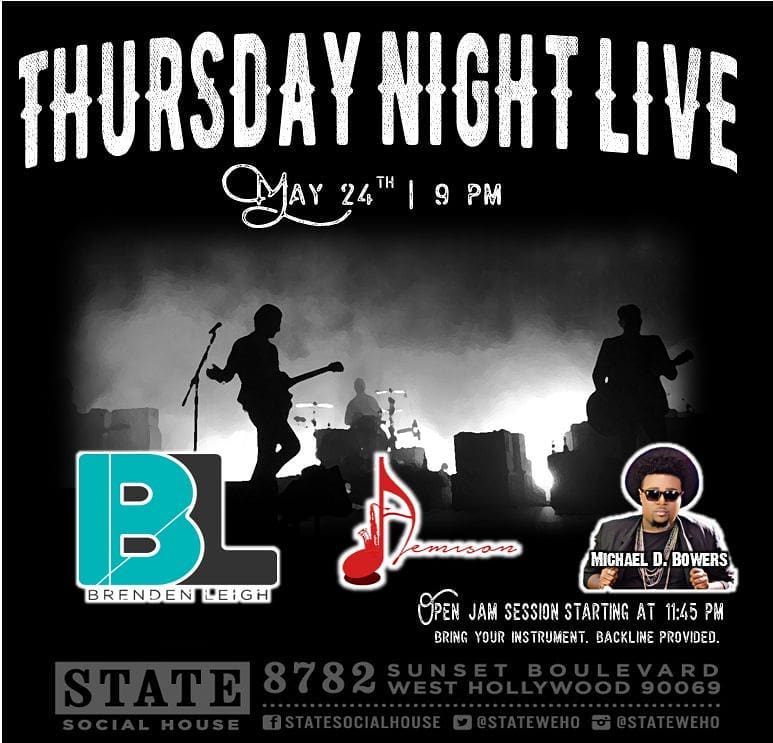 THURSDAY NIGHT LIVE
MAY 24TH | 9 PM
BL
BRENDEN LEIGH
Jemison
MICHAEL D. BOWERS
OPEN JAM SESSION STARTING AT 11:45 PM
BRING YOUR INSTRUMENT. BACKLINE PROVIDED.
STATE
SOCIAL HOUSE
8782 SUNSET BOULEVARD
WEST HOLLYWOOD 90069
STATESOCIALHOUSE @STATEWEHO @STATEWEHO